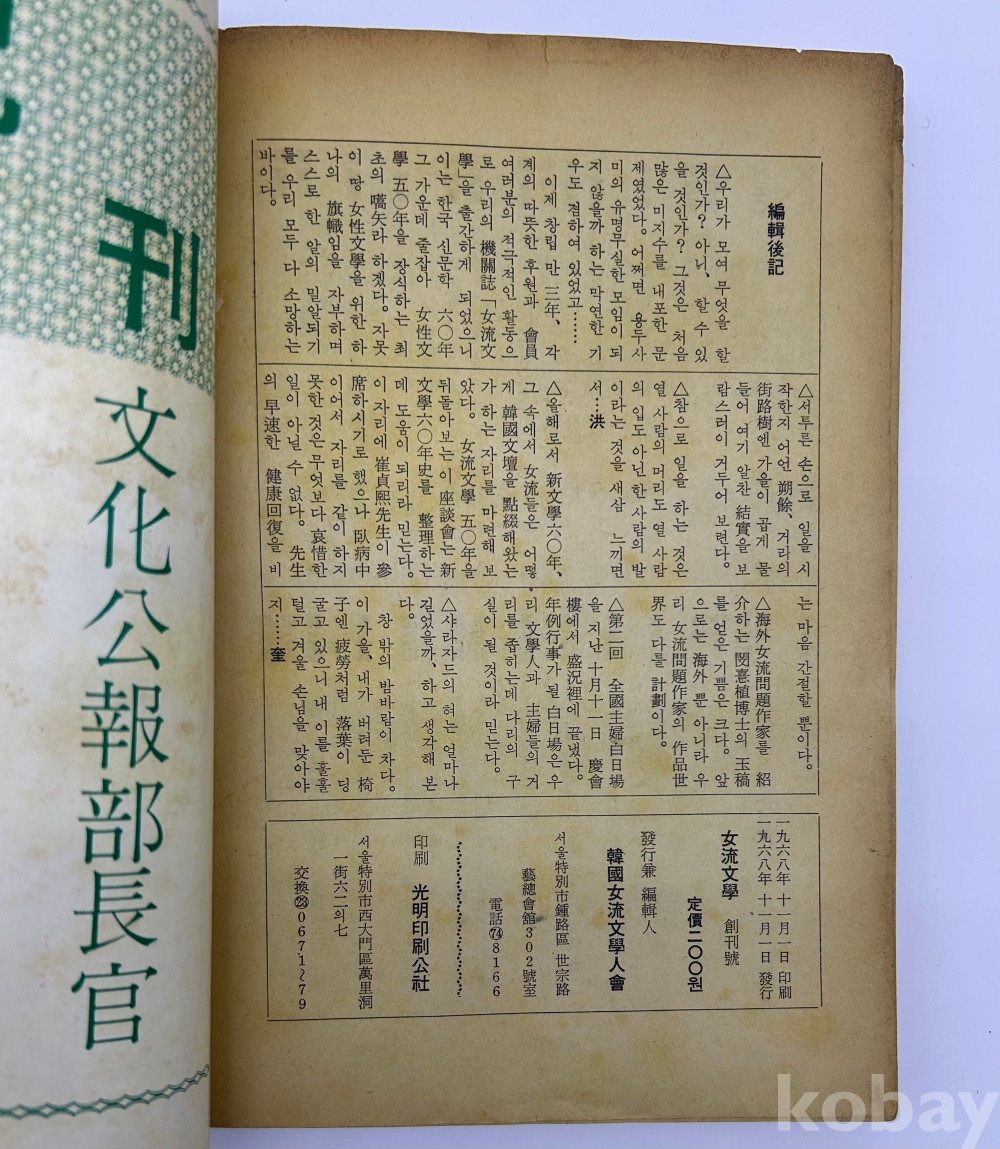 刊
文化公報部長官
編輯後記
△우리가 모여 무엇을 할
것인가? 아니, 할 수 있
을 것인가? 그것은 처음
많은 미지수를 내포한 문
제였었다. 어쩌면 용두사
미의 유명무실한 모임이 되
지 않을까 하는 막연한 기
우도 겸하여 있었고……
이제 창립 만 三年, 각
계의 따뜻한 후원과 會員
여러분의 적극적인 활동으
로 우리의 機關誌 「女流文
學」을 출간하게 되었으니
이는 한국 신문학 六○年
그 가운데 줄잡아 女性文
學 五○年을 장식하는 최
초의 嚆矢라 하겠다. 자못
이 땅 女性文學을 위한 하
나의 旗幟임을 자부하며
스스로 한 알의 밀알되기
를 우리 모두 다 소망하는
바이다.
△서투른 손으로 일을 시
작한지 어언 朔餘、거리의
街路樹엔 가을이 곱게 물
들어 여기 알찬 結實을 보
람스러이 거두어 보련다.
△참으로 일을 하는 것은
열 사람의 머리도 열 사람
의 입도 아닌 한 사람의 발
이라는 것을 새삼 느끼면
서…洪
△올해로서 新文學六○年、
그 속에서 女流들은 어떻
게 韓國文壇을 點綴해왔는
가 하는 자리를 마련해 보
았다. 女流文學 五○年을
뒤돌아보는 이 座談會는 新
文學六○年史를 整理하는
데 도움이 되리라 믿는다.
이 자리에 崔貞熙先生이 參
席하시기로 했으나 臥病中
이어서 자리를 같이 하지
못한 것은 무엇보다 哀惜한
일이 아닐 수 없다. 先生
의 早速한 健康回復을 비
는 마음 간절할 뿐이다.
△海外女流問題作家를 紹
介하는 閔憙植博士의 玉稿
를 얻은 기쁨은 크다. 앞
으로는 海外 뿐 아니라 우
리 女流問題作家의 作品世
界도 다룰 計劃이다.
△第二回 全國主婦白日場
을 지난 十月十一日 慶會
樓에서 盛況裡에 끝냈다.
年例行事가 될 白日場은 우
리 文學人과 主婦들의 거
리를 좁히는데 다리의 구
실이 될 것이라 믿는다.
△샤라자드의 혀는 얼마나
길었을까、하고 생각해 본
다.
창 밖의 밤바람이 차다.
이 가을、내가 버려둔 椅
子엔 疲勞처럼 落葉이 딩
굴고 있으니 내 이를 훌훌
털고 겨울 손님을 맞아야
지……奎
一九六八年 十一月一日 印刷
一九六八年 十一月一日 發行
女流文學 創刊號
定價二○○원
發行兼 編輯人
韓國女流文學人會
서울特別市鍾路區 世宗路
藝總會館302號室
電話74 8166
印刷 光明印刷公社
서울特別市西大門區萬里洞
一街六二의七
交換23 0671~79
kobay